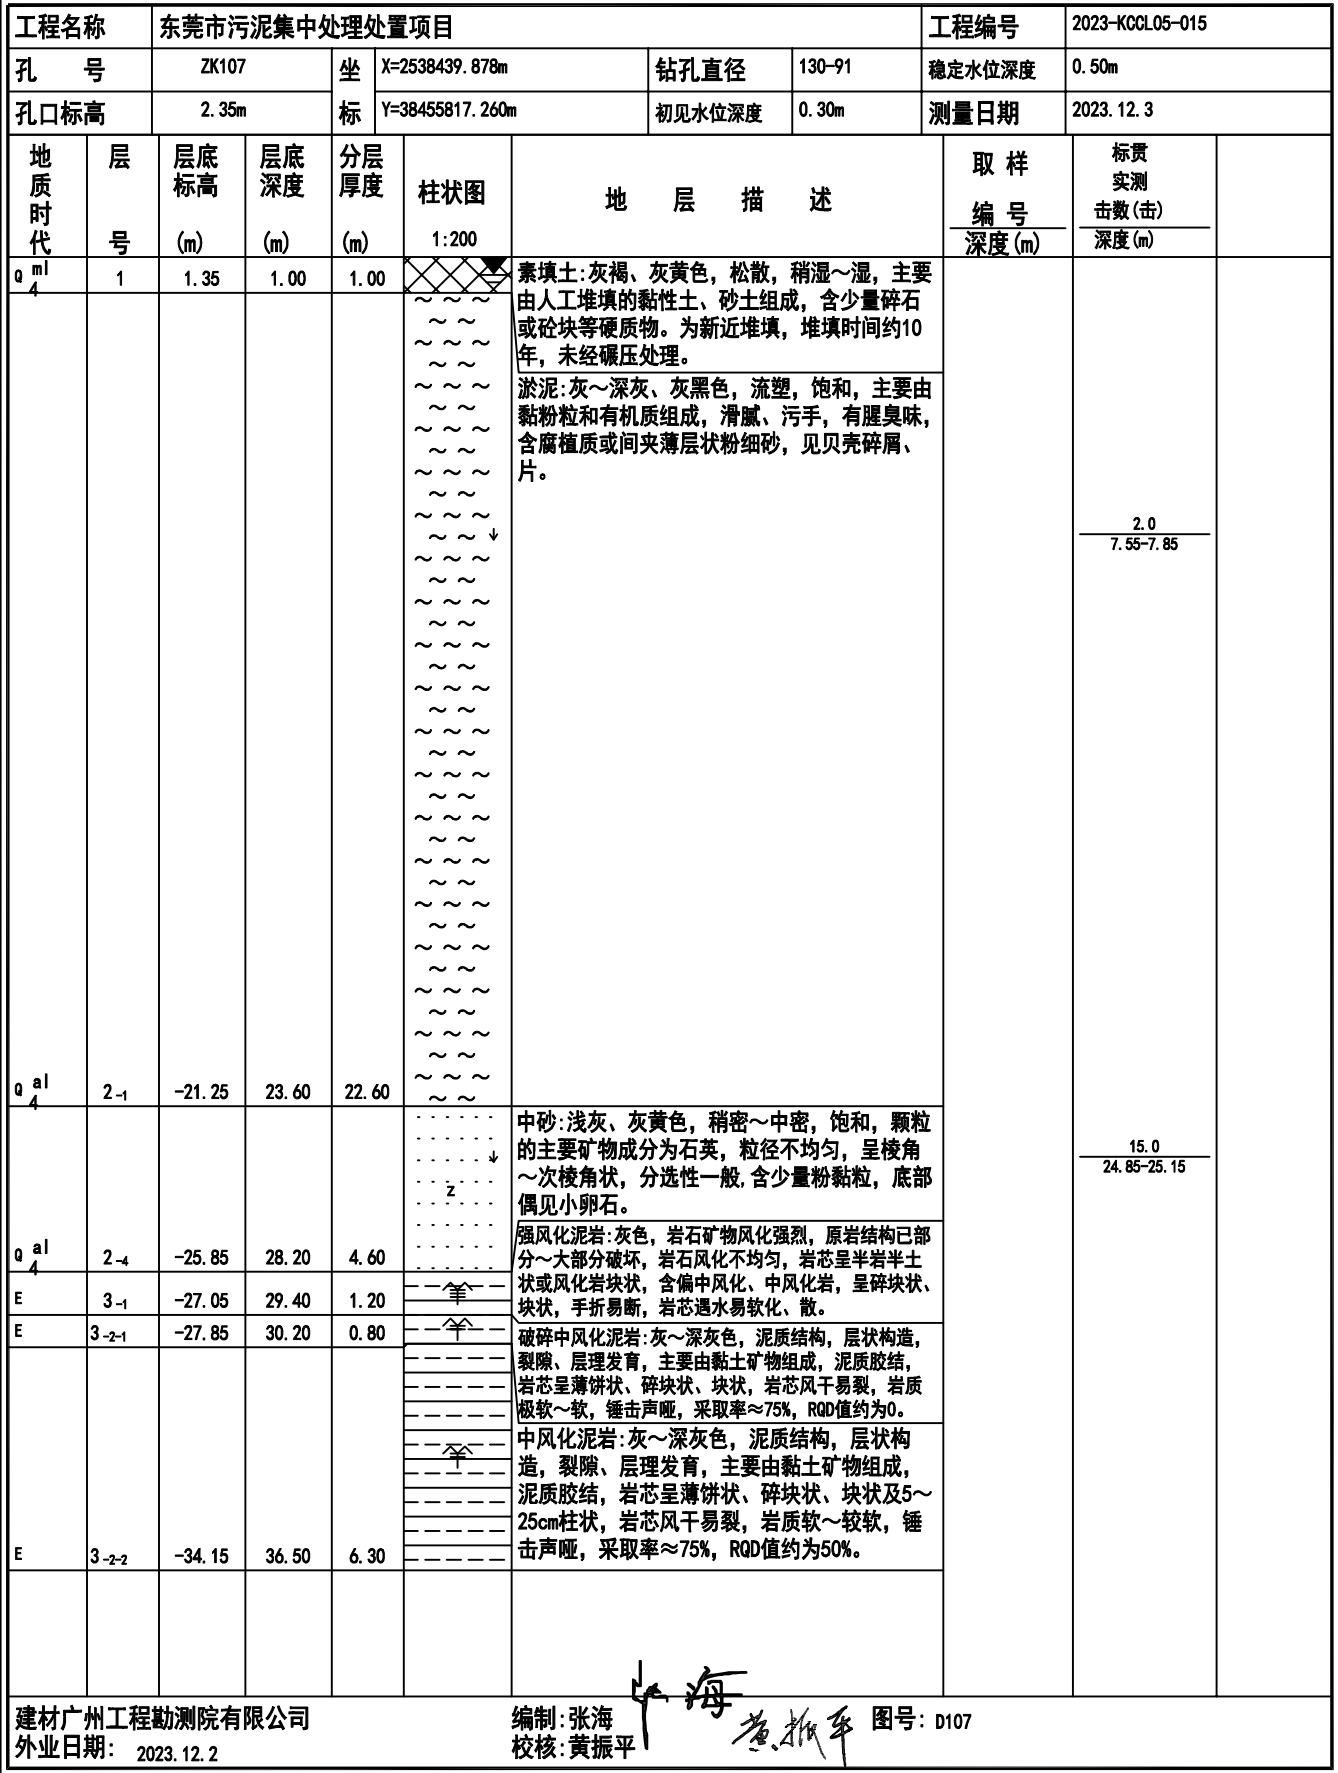 工程名称 东莞市污泥集中处理处置项目 工程编号 2023-KCCL05-015
孔 号 ZK107 坐 X=2538439.878m 钻孔直径 130-91 稳定水位深度 0.50m
孔口标高 2.35m 标 Y=38455817.260m 初见水位深度 0.30m 测量日期 2023.12.3
地质时代 层号 层底标高(m) 层底深度(m) 分层厚度(m) 柱状图 1:200 地 层 描 述 取样编号 深度(m) 标贯实测击数(击) 深度(m)
Q 4 ml 1 1.35 1.00 1.00
素填土:灰褐、灰黄色，松散，稍湿～湿，主要
由人工堆填的黏性土、砂土组成，含少量碎石
或砼块等硬质物。为新近堆填，堆填时间约10
年，未经碾压处理。
淤泥:灰～深灰、灰黑色，流塑，饱和，主要由
黏粉粒和有机质组成，滑腻、污手，有腥臭味，
含腐植质或间夹薄层状粉细砂，见贝壳碎屑、
片。
2.0
7.55-7.85
Q 4 al 2-1 -21.25 23.60 22.60
中砂:浅灰、灰黄色，稍密～中密，饱和，颗粒
的主要矿物成分为石英，粒径不均匀，呈棱角
～次棱角状，分选性一般,含少量粉黏粒，底部
偶见小卵石。
15.0
24.85-25.15
Z
Q 4 al 2-4 -25.85 28.20 4.60
强风化泥岩:灰色，岩石矿物风化强烈，原岩结构已部
分～大部分破坏，岩石风化不均匀，岩芯呈半岩半土
状或风化岩块状，含偏中风化、中风化岩，呈碎块状、
块状，手折易断，岩芯遇水易软化、散。
E 3-1 -27.05 29.40 1.20
E 3-2-1 -27.85 30.20 0.80
破碎中风化泥岩:灰～深灰色，泥质结构，层状构造，
裂隙、层理发育，主要由黏土矿物组成，泥质胶结，
岩芯呈薄饼状、碎块状、块状，岩芯风干易裂，岩质
极软～软，锤击声哑，采取率≈75%，RQD值约为0。
中风化泥岩:灰～深灰色，泥质结构，层状构
造，裂隙、层理发育，主要由黏土矿物组成，
泥质胶结，岩芯呈薄饼状、碎块状、块状及5～
25cm柱状，岩芯风干易裂，岩质软～较软，锤
击声哑，采取率≈75%，RQD值约为50%。
E 3-2-2 -34.15 36.50 6.30
建材广州工程勘测院有限公司 编制:张海 张海 图号: D107
外业日期: 2023.12.2 校核:黄振平 黄振平